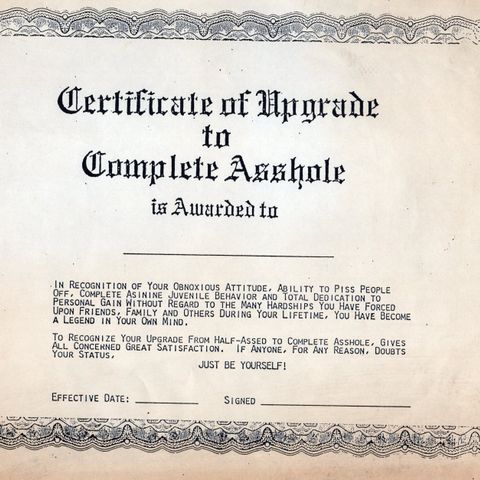 Certificate of Upgrade
to
Complete Asshole
is Awarded to
In Recognition of Your Obnoxious Attitude, Ability to Piss People
Off, Complete Asinine Juvenile Behavior and Total Dedication to
Personal Gain Without Regard to the Many Hardships You Have Forced
Upon Friends, Family and Others During Your Lifetime, You Have Become
a Legend in Your Own Mind.
To Recognize Your Upgrade From Half-Assed to Complete Asshole, Gives
All Concerned Great Satisfaction. If Anyone, For Any Reason, Doubts
Your Status,
Just Be Yourself!
Effective Date: ____________ Signed ____________________